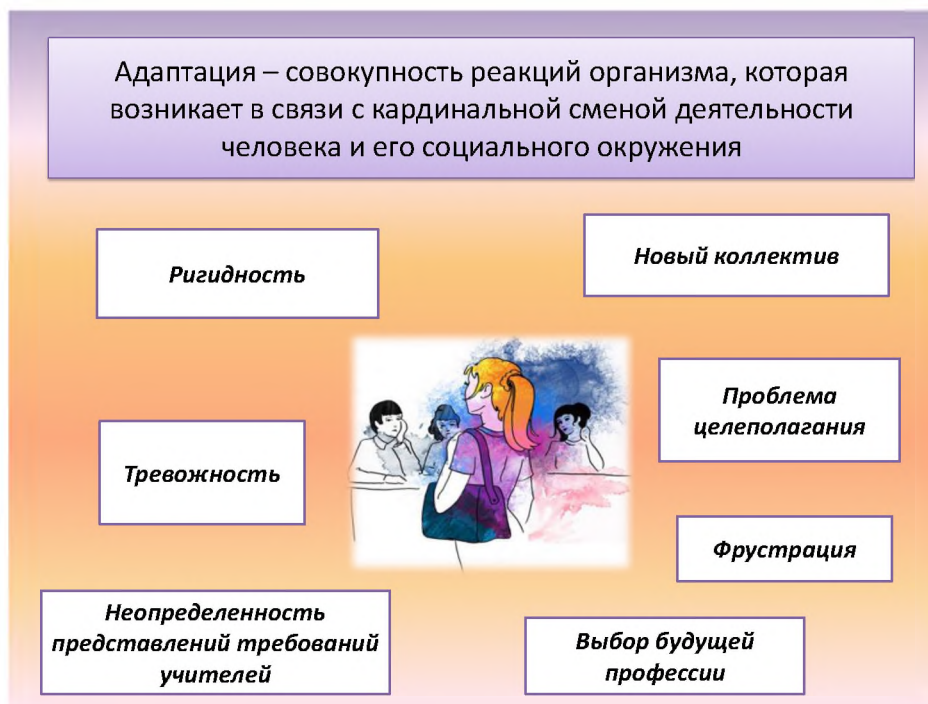 Адаптация – совокупность реакций организма, которая
возникает в связи с кардинальной сменой деятельности
человека и его социального окружения
Ригидность
Новый коллектив
Проблема
целеполагания
Тревожность
Фрустрация
Неопределенность
представлений требований
учителей
Выбор будущей
профессии